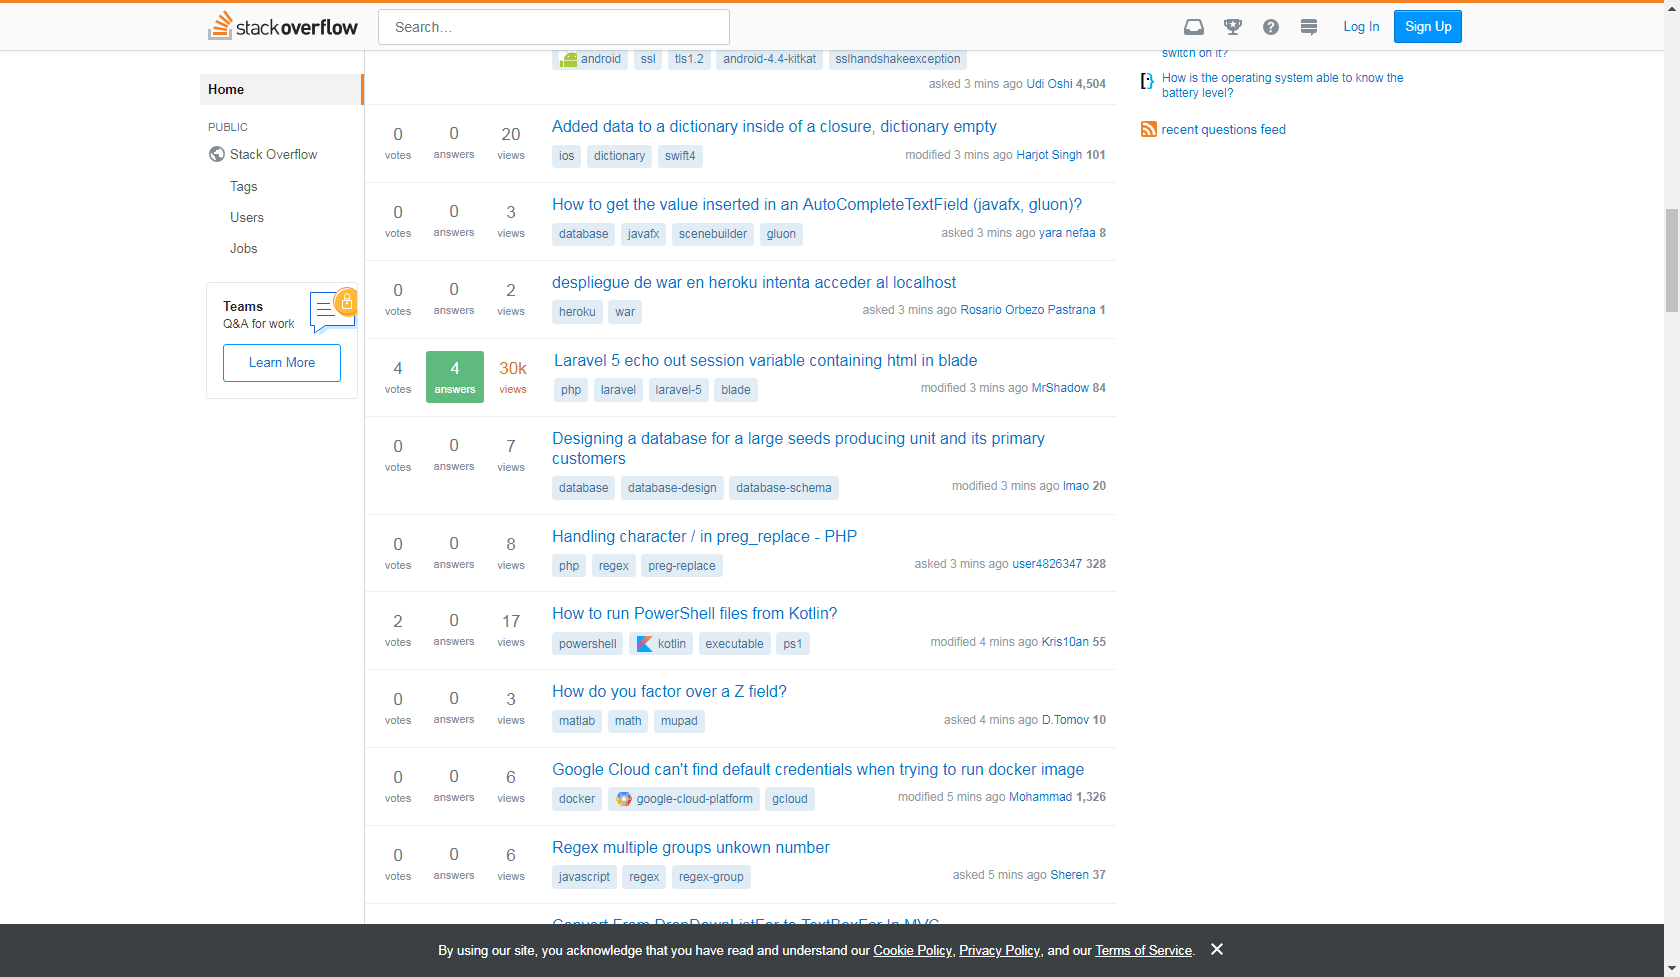 stackoverflow
Search…
Log In
Sign Up
Home
PUBLIC
Stack Overflow
Tags
Users
Jobs
Teams
Q&A for work
Learn More
android ssl tls1.2 android-4.4-kitkat sslhandshakeexception
asked 3 mins ago Udi Oshi 4,504
0 votes 0 answers 20 views
Added data to a dictionary inside of a closure, dictionary empty
ios dictionary swift4
modified 3 mins ago Harjot Singh 101
0 votes 0 answers 3 views
How to get the value inserted in an AutoCompleteTextField (javafx, gluon)?
database javafx scenebuilder gluon
asked 3 mins ago yara nefaa 8
0 votes 0 answers 2 views
despliegue de war en heroku intenta acceder al localhost
heroku war
asked 3 mins ago Rosario Orbezo Pastrana 1
4 votes 4 answers 30k views
Laravel 5 echo out session variable containing html in blade
php laravel laravel-5 blade
modified 3 mins ago MrShadow 84
0 votes 0 answers 7 views
Designing a database for a large seeds producing unit and its primary
customers
database database-design database-schema
modified 3 mins ago lmao 20
0 votes 0 answers 8 views
Handling character / in preg_replace - PHP
php regex preg-replace
asked 3 mins ago user4826347 328
2 votes 0 answers 17 views
How to run PowerShell files from Kotlin?
powershell kotlin executable ps1
modified 4 mins ago Kris10an 55
0 votes 0 answers 3 views
How do you factor over a Z field?
matlab math mupad
asked 4 mins ago D.Tomov 10
0 votes 0 answers 6 views
Google Cloud can't find default credentials when trying to run docker image
docker google-cloud-platform gcloud
modified 5 mins ago Mohammad 1,326
0 votes 0 answers 6 views
Regex multiple groups unkown number
javascript regex regex-group
asked 5 mins ago Sheren 37
Convert From DropDownListFor to TextBoxFor In MVC
switch on it?
How is the operating system able to know the
battery level?
recent questions feed
By using our site, you acknowledge that you have read and understand our Cookie Policy, Privacy Policy, and our Terms of Service.